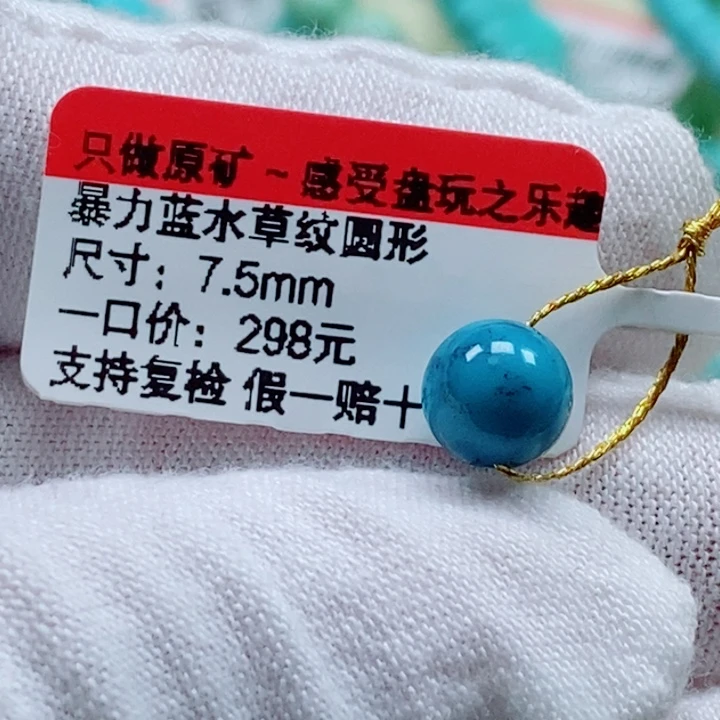 只做原矿 ~ 感受盘玩之乐趣
暴力蓝水草纹圆形
尺寸：7.5mm
一口价：298元
支持复检 假一赔十